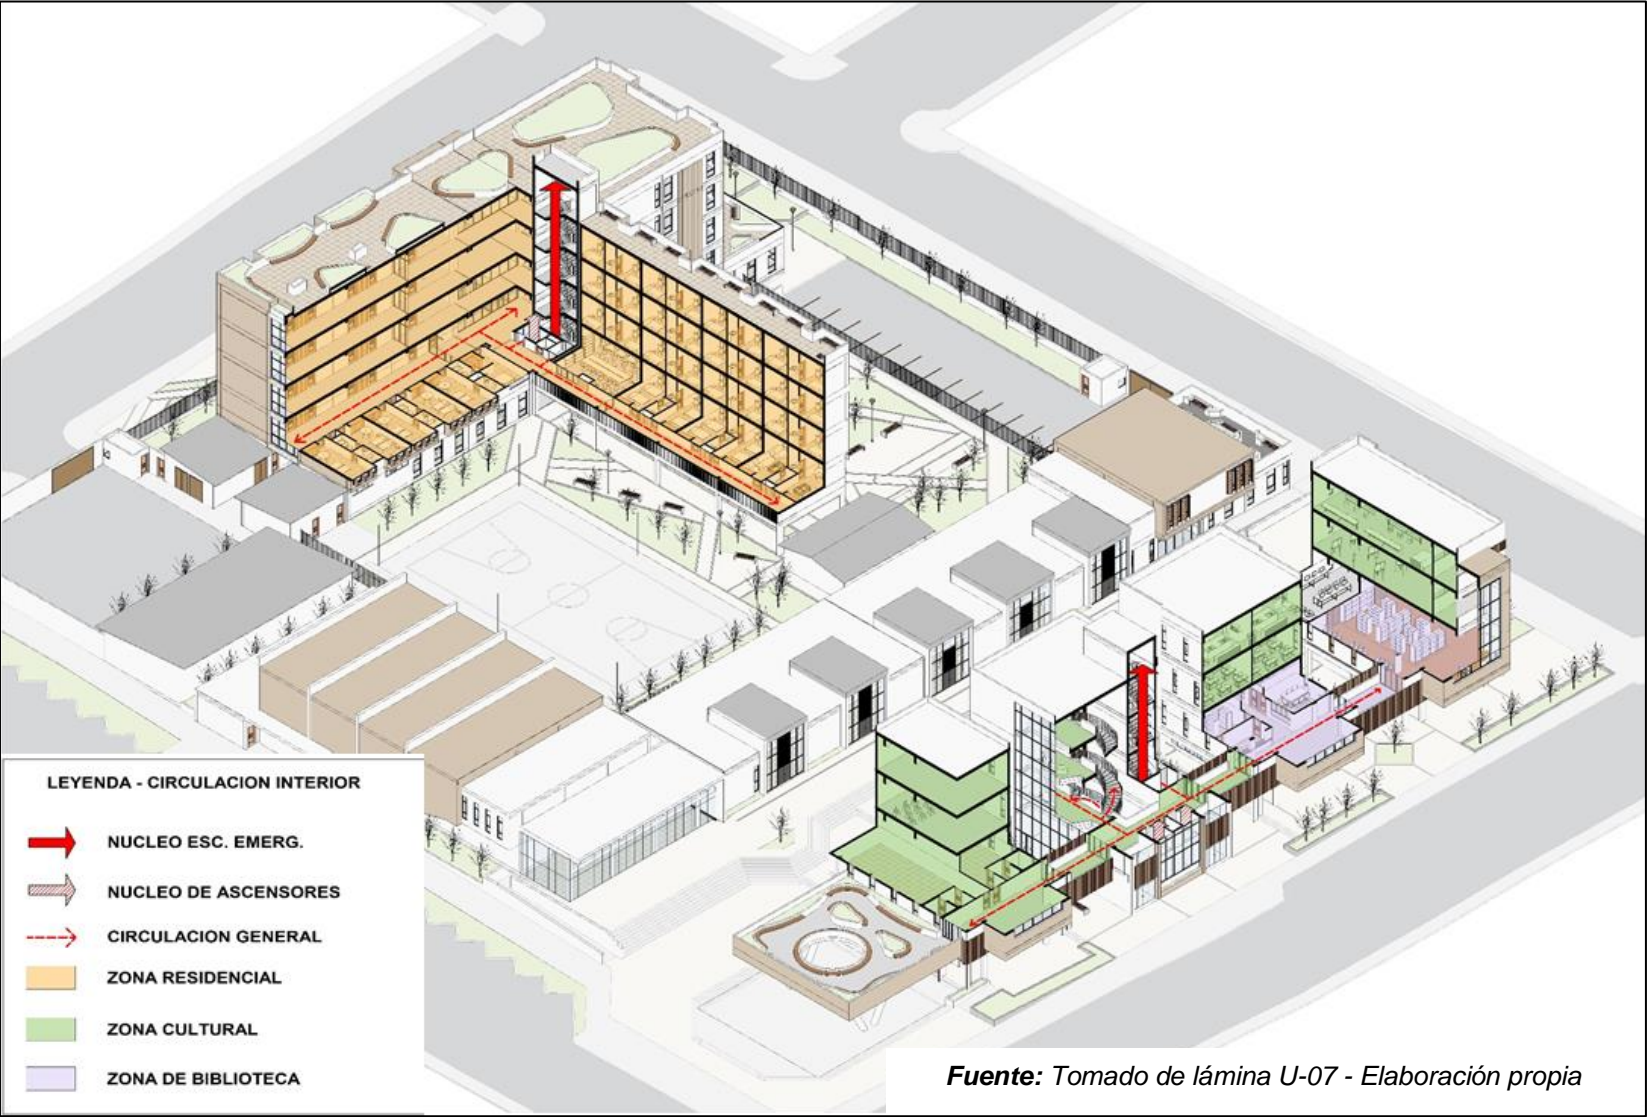 LEYENDA - CIRCULACION INTERIOR
NUCLEO ESC. EMERG.
NUCLEO DE ASCENSORES
CIRCULACION GENERAL
ZONA RESIDENCIAL
ZONA CULTURAL
ZONA DE BIBLIOTECA
Fuente: Tomado de lámina U-07 - Elaboración propia